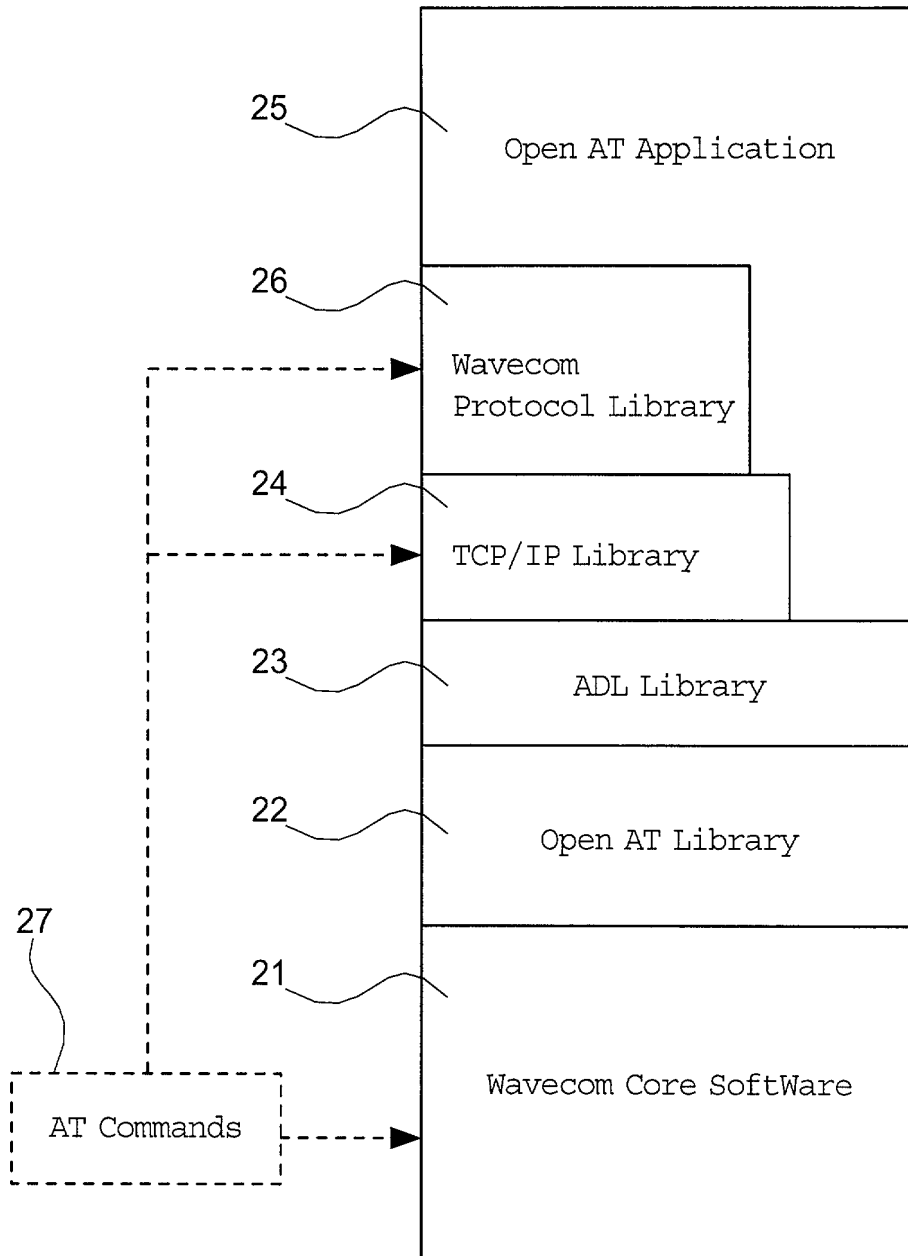 25
Open AT Application
26
Wavecom
Protocol Library
24
TCP/IP Library
23
ADL Library
22
Open AT Library
27
21
Wavecom Core SoftWare
AT Commands